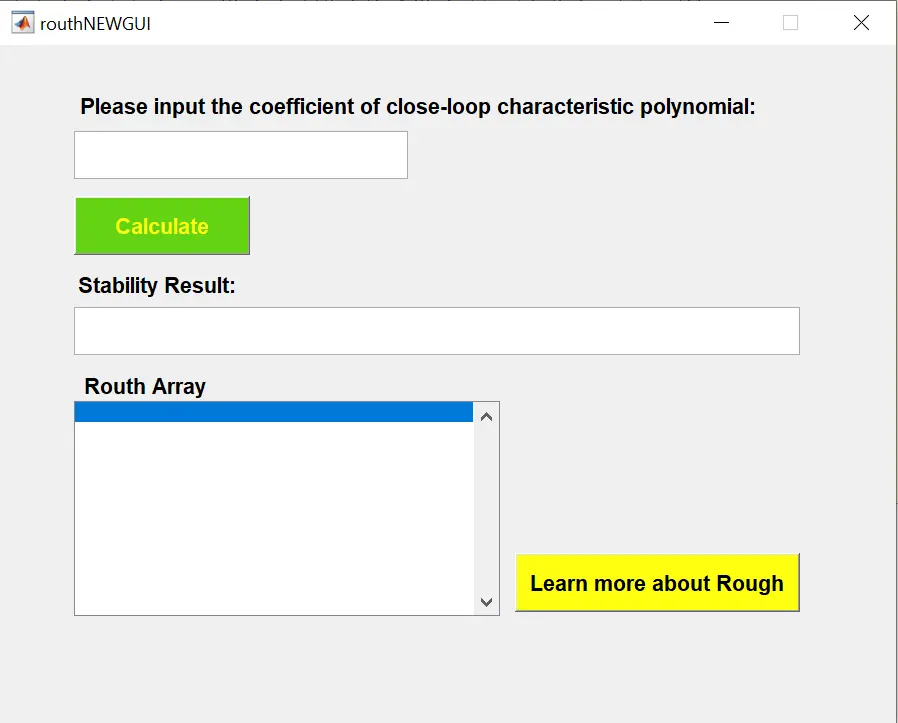 routhNEWGUI
Please input the coefficient of close-loop characteristic polynomial:
Calculate
Stability Result:
Routh Array
Learn more about Rough